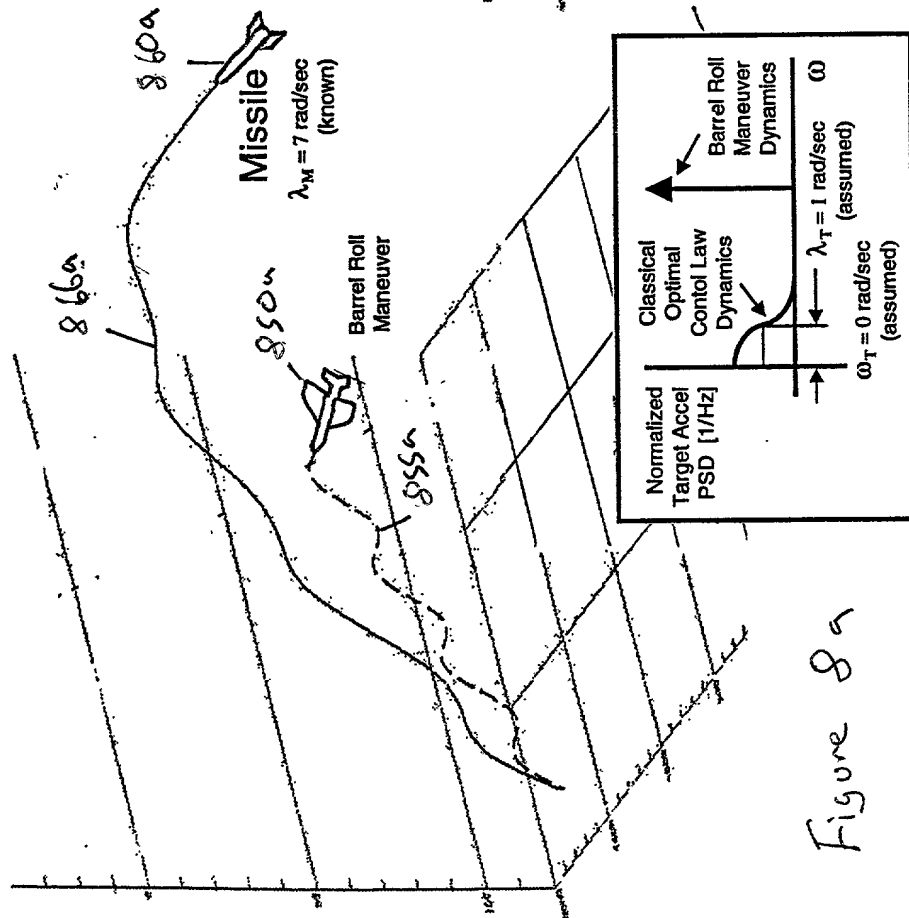 860a
Missile
λM = 7 rad/sec
(known)
866a
850a
Barrel Roll
Maneuver
855a
Normalized
Target Accel
PSD [1/Hz]
Classical
Optimal
Contol Law
Dynamics
Barrel Roll
Maneuver
Dynamics
ωT = 0 rad/sec
(assumed)
λT = 1 rad/sec
(assumed)
ω
Figure 8a